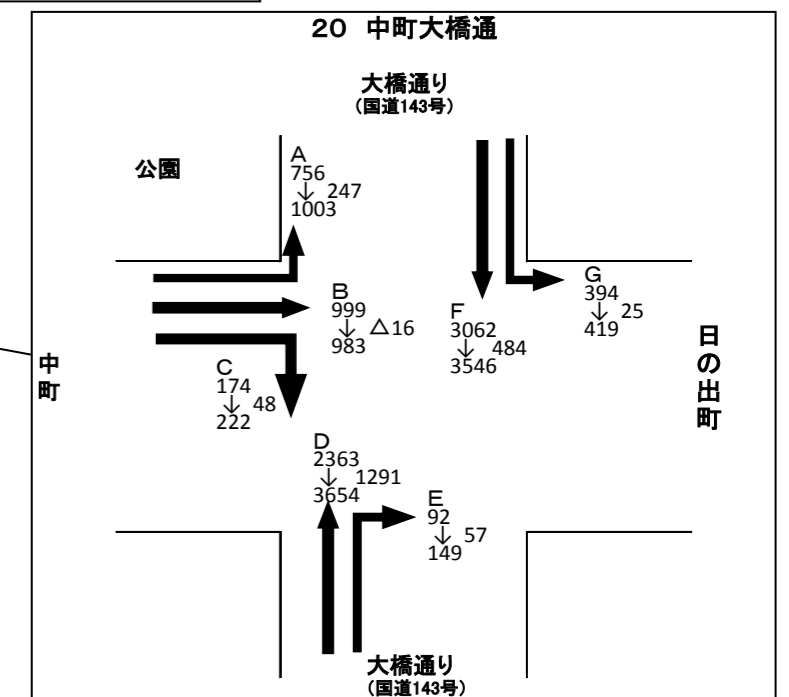 20 中町大橋通
大橋通り
(国道143号)
公園
A
756
↓ 247
1003
B
999
↓ △16
983
C
174
↓ 48
222
D
2363
↓ 1291
3654
E
92
↓ 57
149
F
3062
↓ 484
3546
G
394
↓ 25
419
中町
日の出町
大橋通り
(国道143号)